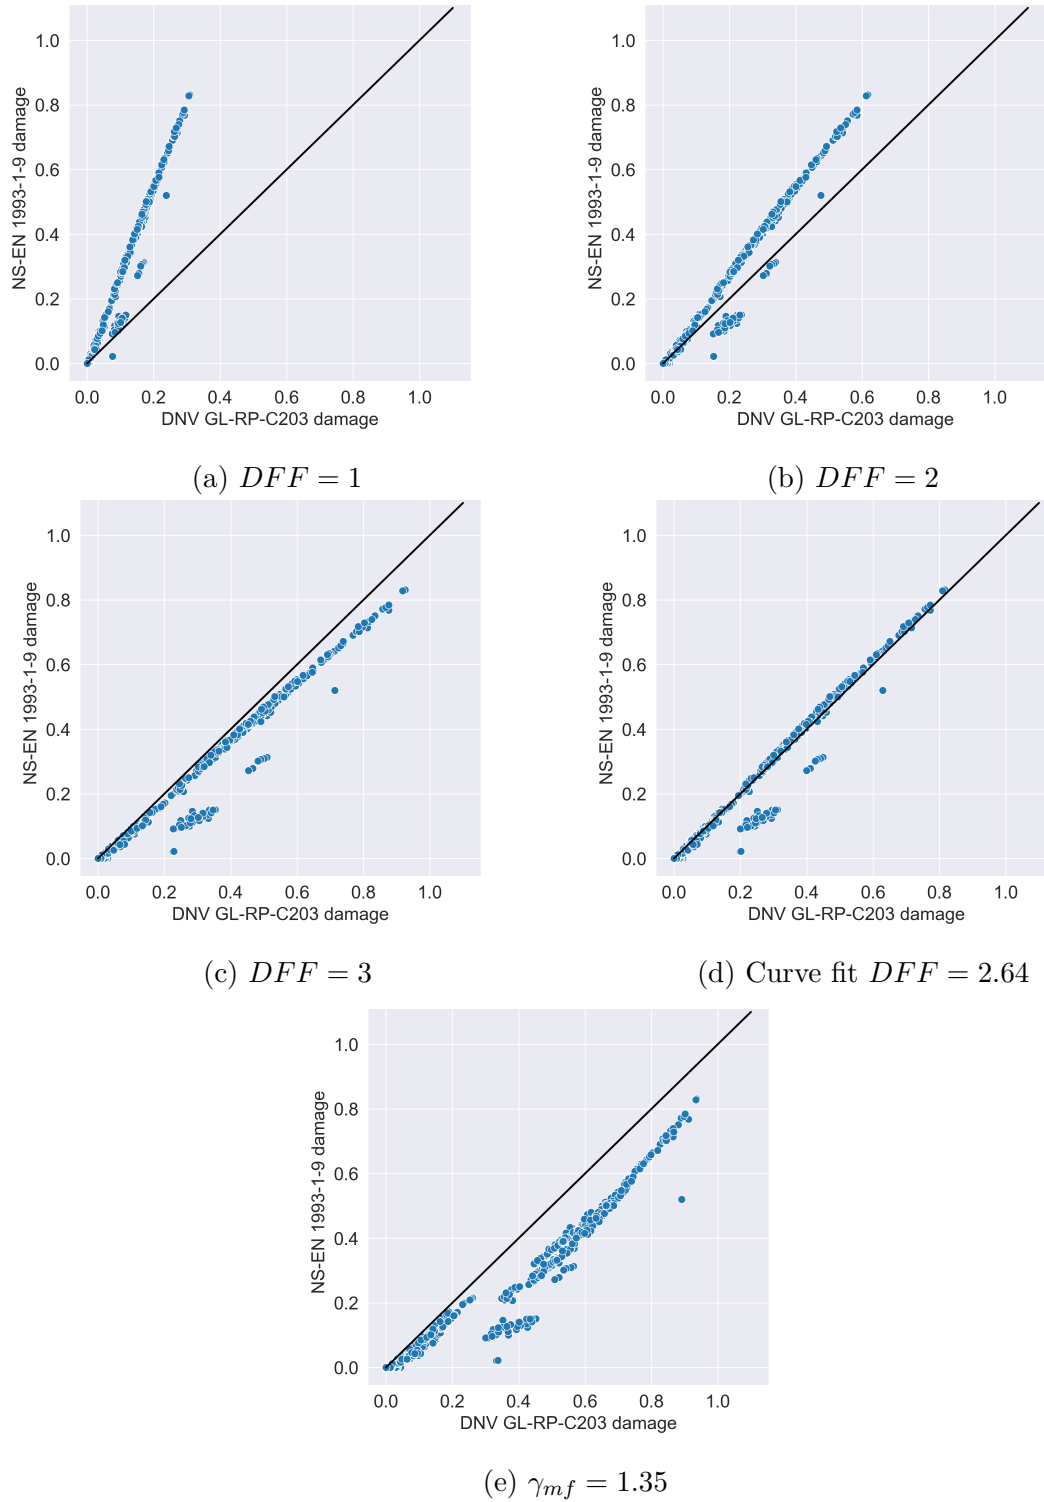 1.0
0.8
0.6
0.4
0.2
0.0
NS-EN 1993-1-9 damage
0.0 0.2 0.4 0.6 0.8 1.0
DNV GL-RP-C203 damage
(a) DFF = 1
1.0
0.8
0.6
0.4
0.2
0.0
NS-EN 1993-1-9 damage
0.0 0.2 0.4 0.6 0.8 1.0
DNV GL-RP-C203 damage
(b) DFF = 2
1.0
0.8
0.6
0.4
0.2
0.0
NS-EN 1993-1-9 damage
0.0 0.2 0.4 0.6 0.8 1.0
DNV GL-RP-C203 damage
(c) DFF = 3
1.0
0.8
0.6
0.4
0.2
0.0
NS-EN 1993-1-9 damage
0.0 0.2 0.4 0.6 0.8 1.0
DNV GL-RP-C203 damage
(d) Curve fit DFF = 2.64
1.0
0.8
0.6
0.4
0.2
0.0
NS-EN 1993-1-9 damage
0.0 0.2 0.4 0.6 0.8 1.0
DNV GL-RP-C203 damage
(e) γmf = 1.35